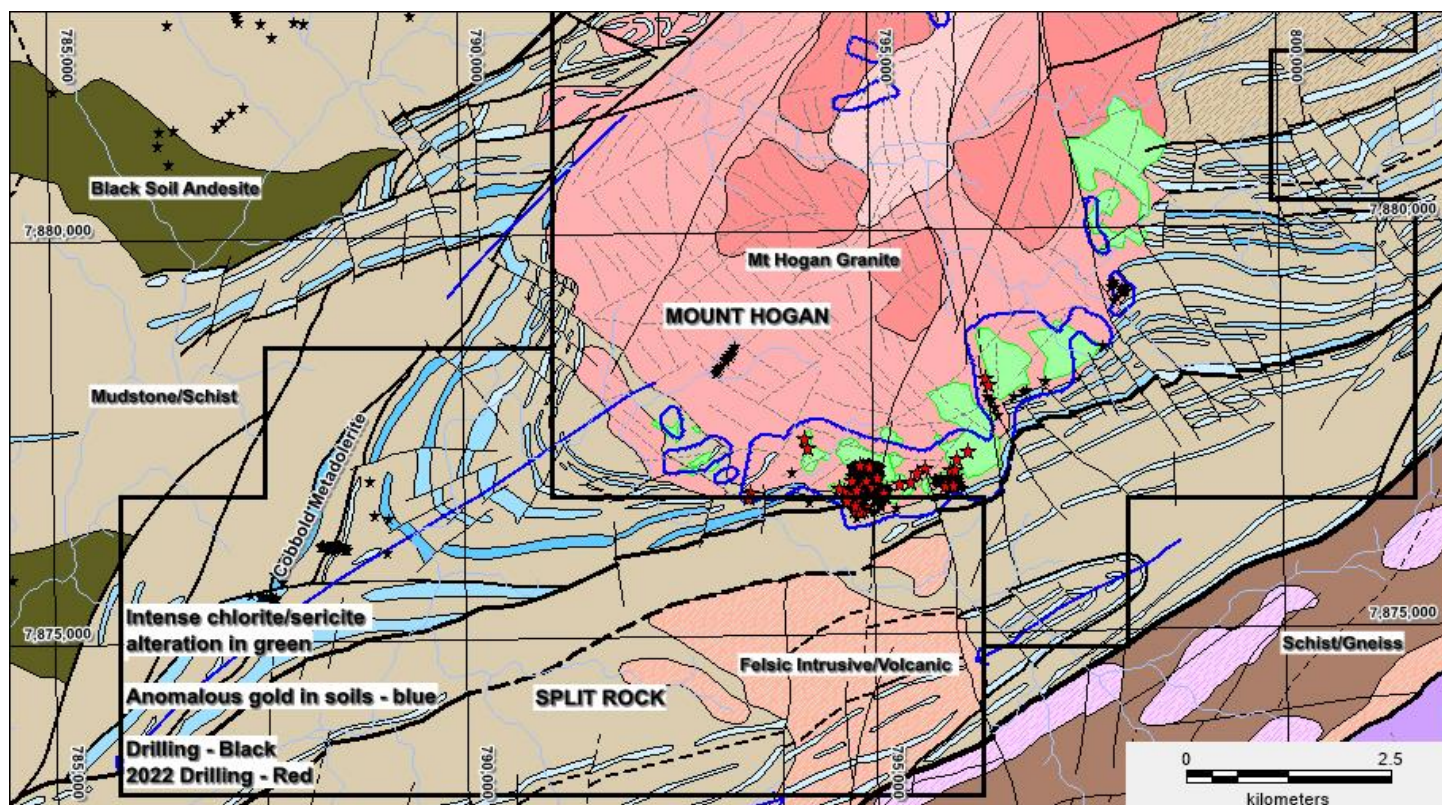 785,000
790,000
795,000
800,000
Black Soil Andesite
7,880,000
7,880,000
Mt Hogan Granite
MOUNT HOGAN
Mudstone/Schist
Cobbold Metadolerite
Intense chlorite/sericite
alteration in green
7,875,000
7,875,000
Felsic Intrusive/Volcanic
Schist/Gneiss
Anomalous gold in soils - blue
SPLIT ROCK
Drilling - Black
2022 Drilling - Red
785,000
790,000
795,000
0
2.5
kilometers